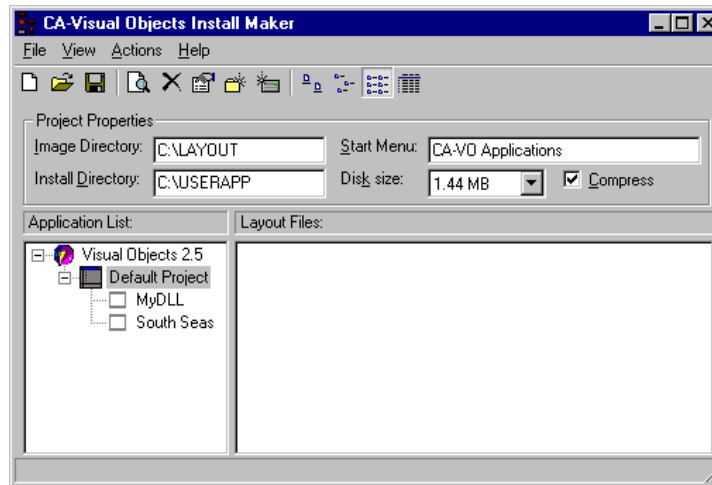 CA-Visual Objects Install Maker
File View Actions Help
Project Properties
Image Directory: C:\LAYOUT Start Menu: CA-VO Applications
Install Directory: C:\USERAPP Disk size: 1.44 MB Compress
Application List: Layout Files:
Visual Objects 2.5
Default Project
MyDLL
South Seas